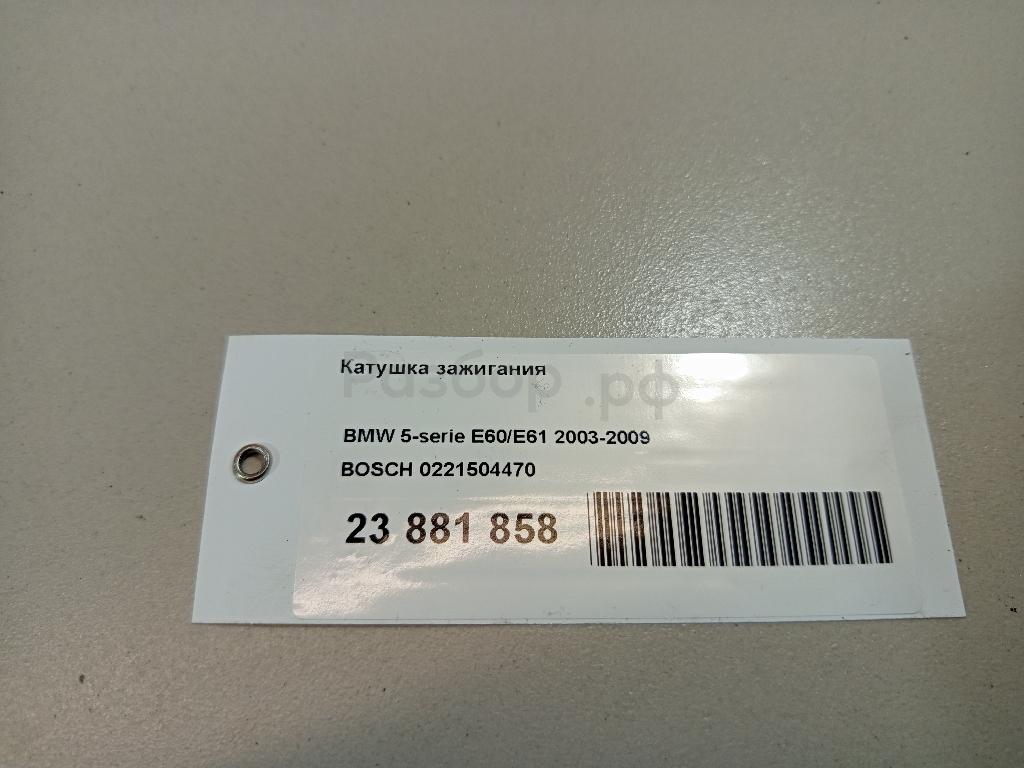 Катушка зажигания
Разбор.рф
BMW 5-serie E60/E61 2003-2009
BOSCH 0221504470
23 881 858